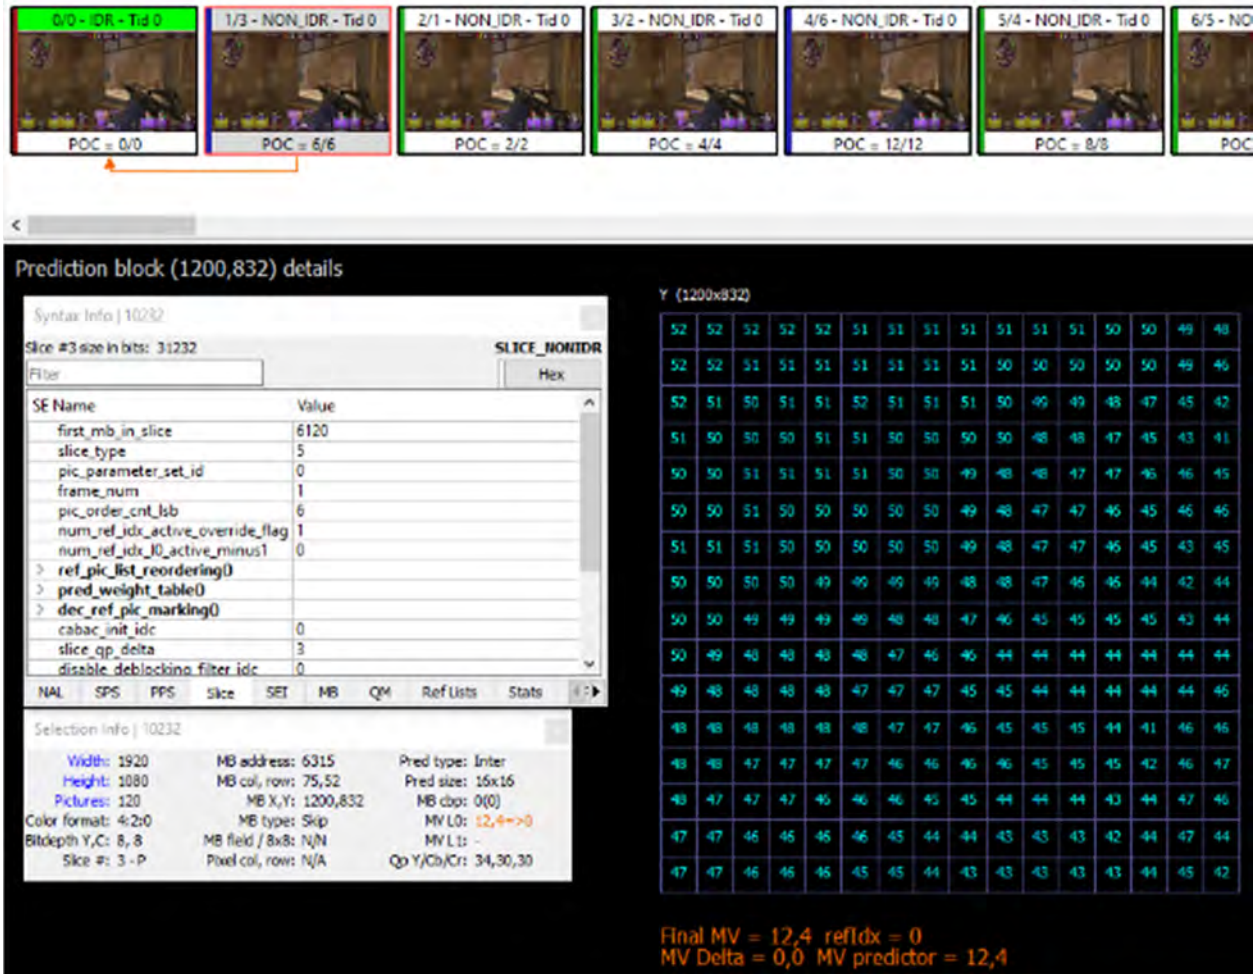 0/0 - IDR - Tid 0
1/3 - NON_IDR - Tid 0
2/1 - NON_IDR - Tid 0
3/2 - NON_IDR - Tid 0
4/6 - NON_IDR - Tid 0
5/4 - NON_IDR - Tid 0
6/5 - NO
POC = 0/0
POC = 6/6
POC = 2/2
POC = 4/4
POC = 12/12
POC = 8/8
POC
Prediction block (1200,832) details
Syntax Info | 10232
Slice #3 size in bits: 31232 SLICE_NONIDR
Filter Hex
SE Name Value
first_mb_in_slice 6120
slice_type 5
pic_parameter_set_id 0
frame_num 1
pic_order_cnt_lsb 6
num_ref_idx_active_override_flag 1
num_ref_idx_l0_active_minus1 0
ref_pic_list_reordering()
pred_weight_table()
dec_ref_pic_marking()
cabac_init_idc 0
slice_qp_delta 3
disable_deblocking_filter_idc 0
NAL SPS PPS Slice SEI MB QM Ref Lists Stats
Selection Info | 10232
Width: 1920 MB address: 6315 Pred type: Inter
Height: 1080 MB col, row: 75,52 Pred size: 16x16
Pictures: 120 MB X,Y: 1200,832 MB cbp: 0(0)
Color format: 4:2:0 MB type: Skip MV L0: 12,4=>0
Bitdepth Y,C: 8, 8 MB field / 8x8: N/N MV L1: -
Slice #: 3 - P Pixel col, row: N/A Qp Y/Cb/Cr: 34,30,30
Y (1200x832)
52 52 52 52 52 51 51 51 51 51 51 51 50 50 49 48
52 52 51 51 51 51 51 51 50 50 50 50 50 49 46
52 51 50 51 51 52 51 51 51 50 49 49 48 47 45 42
51 50 50 50 51 51 50 50 50 50 48 48 47 45 43 41
50 50 51 51 51 51 50 50 49 48 48 47 47 46 46 45
50 50 51 50 50 50 50 50 49 48 47 47 46 45 46 46
51 51 51 50 50 50 50 50 49 48 47 47 46 45 43 45
50 50 50 50 49 49 49 49 48 48 47 46 46 44 42 44
50 50 49 49 49 49 48 48 47 46 45 45 45 45 43 44
50 49 48 48 48 48 47 46 46 44 44 44 44 44 44 44
49 48 48 48 48 47 47 47 45 45 44 44 44 44 44 46
48 48 48 48 48 48 47 47 46 45 45 45 44 41 46 46
48 48 47 47 47 47 46 46 46 46 45 45 45 42 46 47
48 47 47 47 46 46 46 45 45 44 44 44 43 44 47 46
47 47 46 46 46 46 45 45 44 44 43 43 42 44 47 45
47 47 46 46 46 45 45 44 43 43 43 43 43 44 45 42
Final MV = 12,4 refIdx = 0
MV Delta = 0,0 MV predictor = 12,4